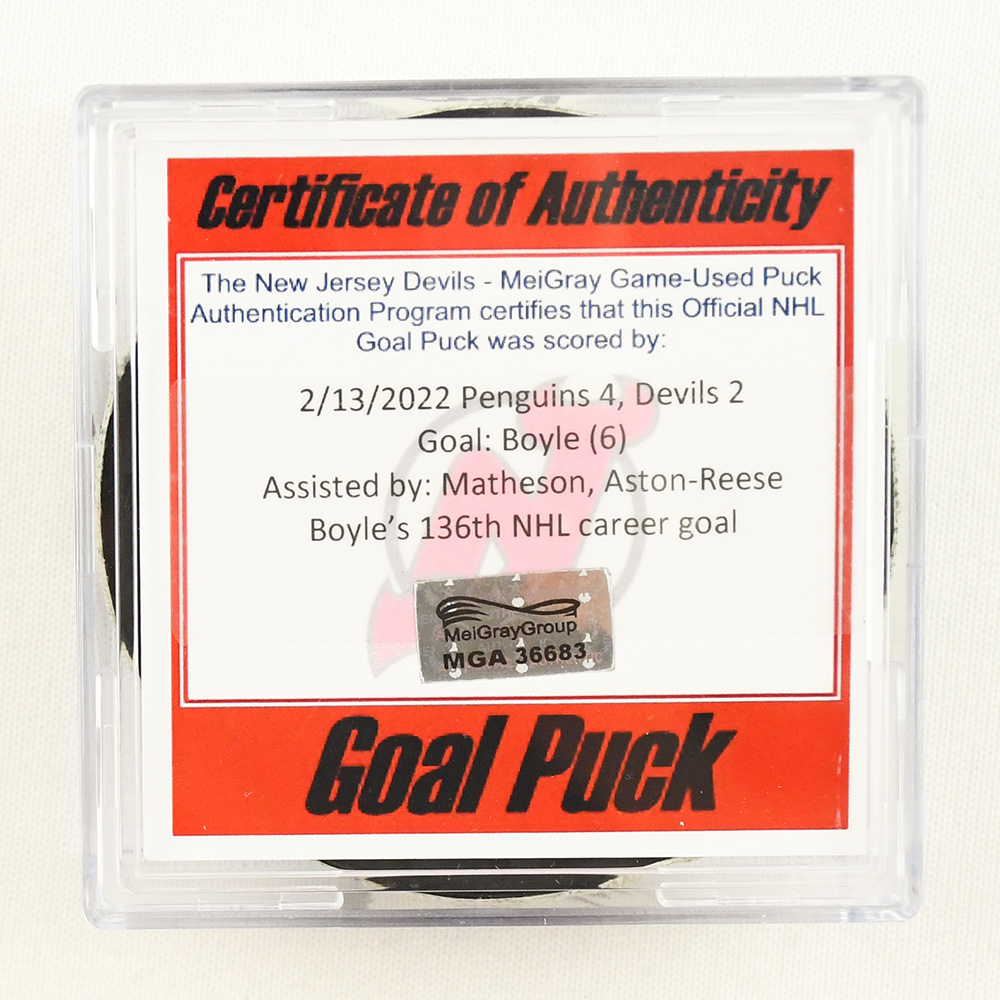 Certificate of Authenticity
The New Jersey Devils - MeiGray Game-Used Puck
Authentication Program certifies that this Official NHL
Goal Puck was scored by:
2/13/2022 Penguins 4, Devils 2
Goal: Boyle (6)
Assisted by: Matheson, Aston-Reese
Boyle's 136th NHL career goal
MeiGrayGroup
MGA 36683
Goal Puck